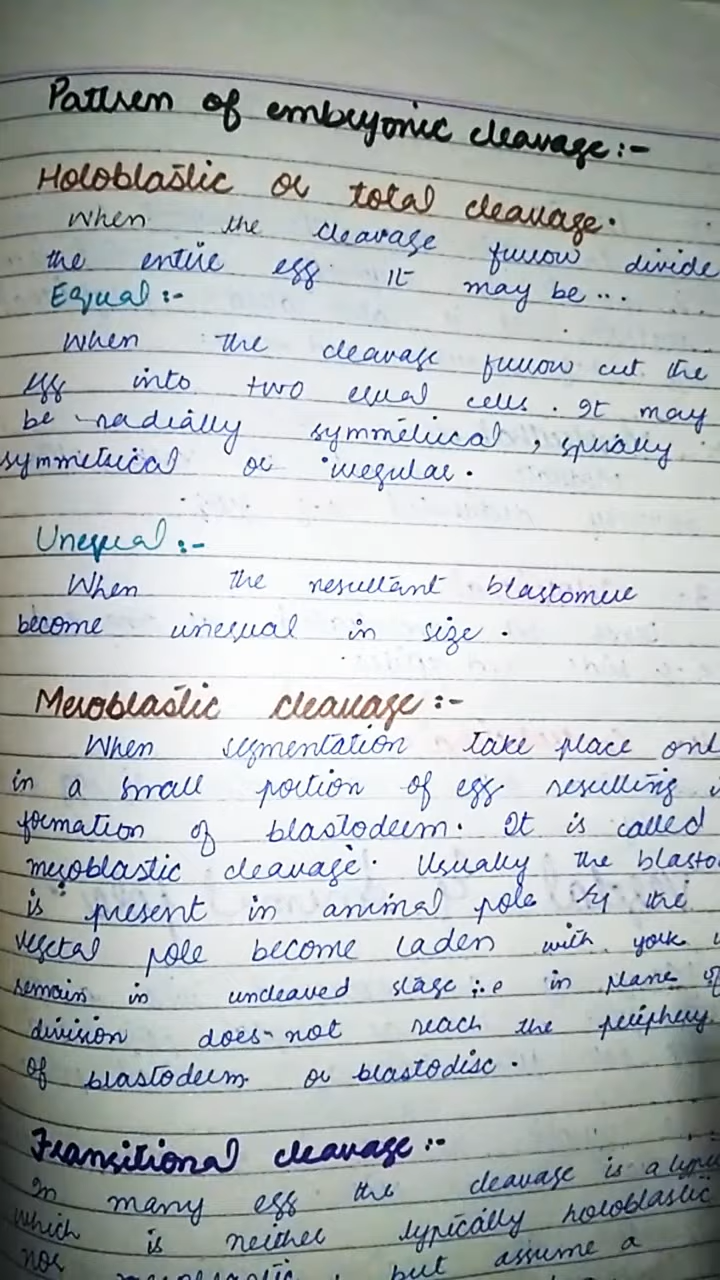 Pattern of embryonic cleavage:-
Holoblastic or total cleavage.
When the cleavage furrow divide
the entire egg it may be...
Equal:-
When the cleavage furrow cut the
egg into two equal cells. It may
be radially symmetrical, spirally
symmetrical or irregular.
Unequal:-
When the resultant blastomere
become unequal in size.
Meroblastic cleavage:-
When segmentation take place onl
in a small portion of egg resulting
formation of blastoderm. It is called
meroblastic cleavage. Usually the blasto
is present in animal pole the
vegetal pole become laden with york
remain in uncleaved stage i.e in plane of
division does not reach the periphery
of blastoderm or blastodisc.
Transitional cleavage:-
In many egg the cleavage is a
which is neither typically holoblastic
nor but assume a